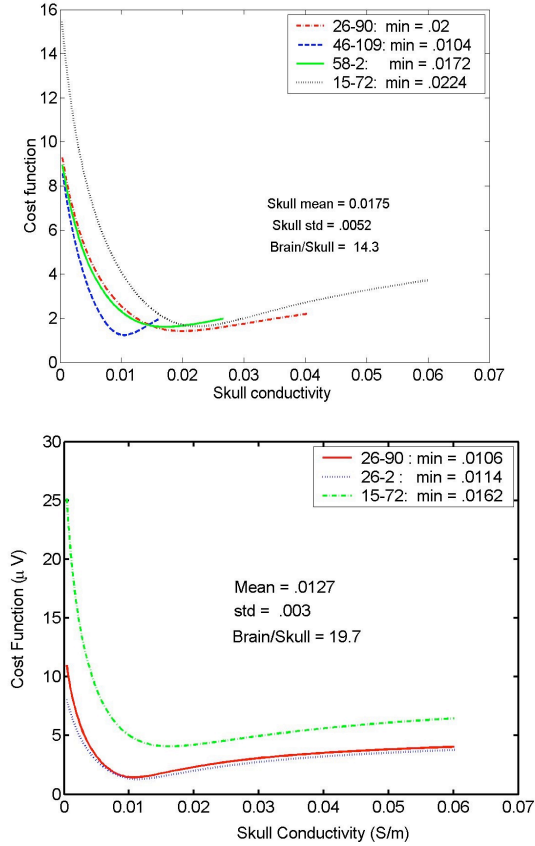 16
14
12
10
8
6
4
2
0
Cost function
26-90: min = .02
46-109: min = .0104
58-2: min = .0172
15-72: min = .0224
Skull mean = 0.0175
Skull std = .0052
Brain/Skull = 14.3
0 0.01 0.02 0.03 0.04 0.05 0.06 0.07
Skull conductivity
30
25
20
15
10
5
0
Cost Function (μ V)
26-90 : min = .0106
26-2 : min = .0114
15-72: min = .0162
Mean = .0127
std = .003
Brain/Skull = 19.7
0 0.01 0.02 0.03 0.04 0.05 0.06 0.07
Skull Conductivity (S/m)